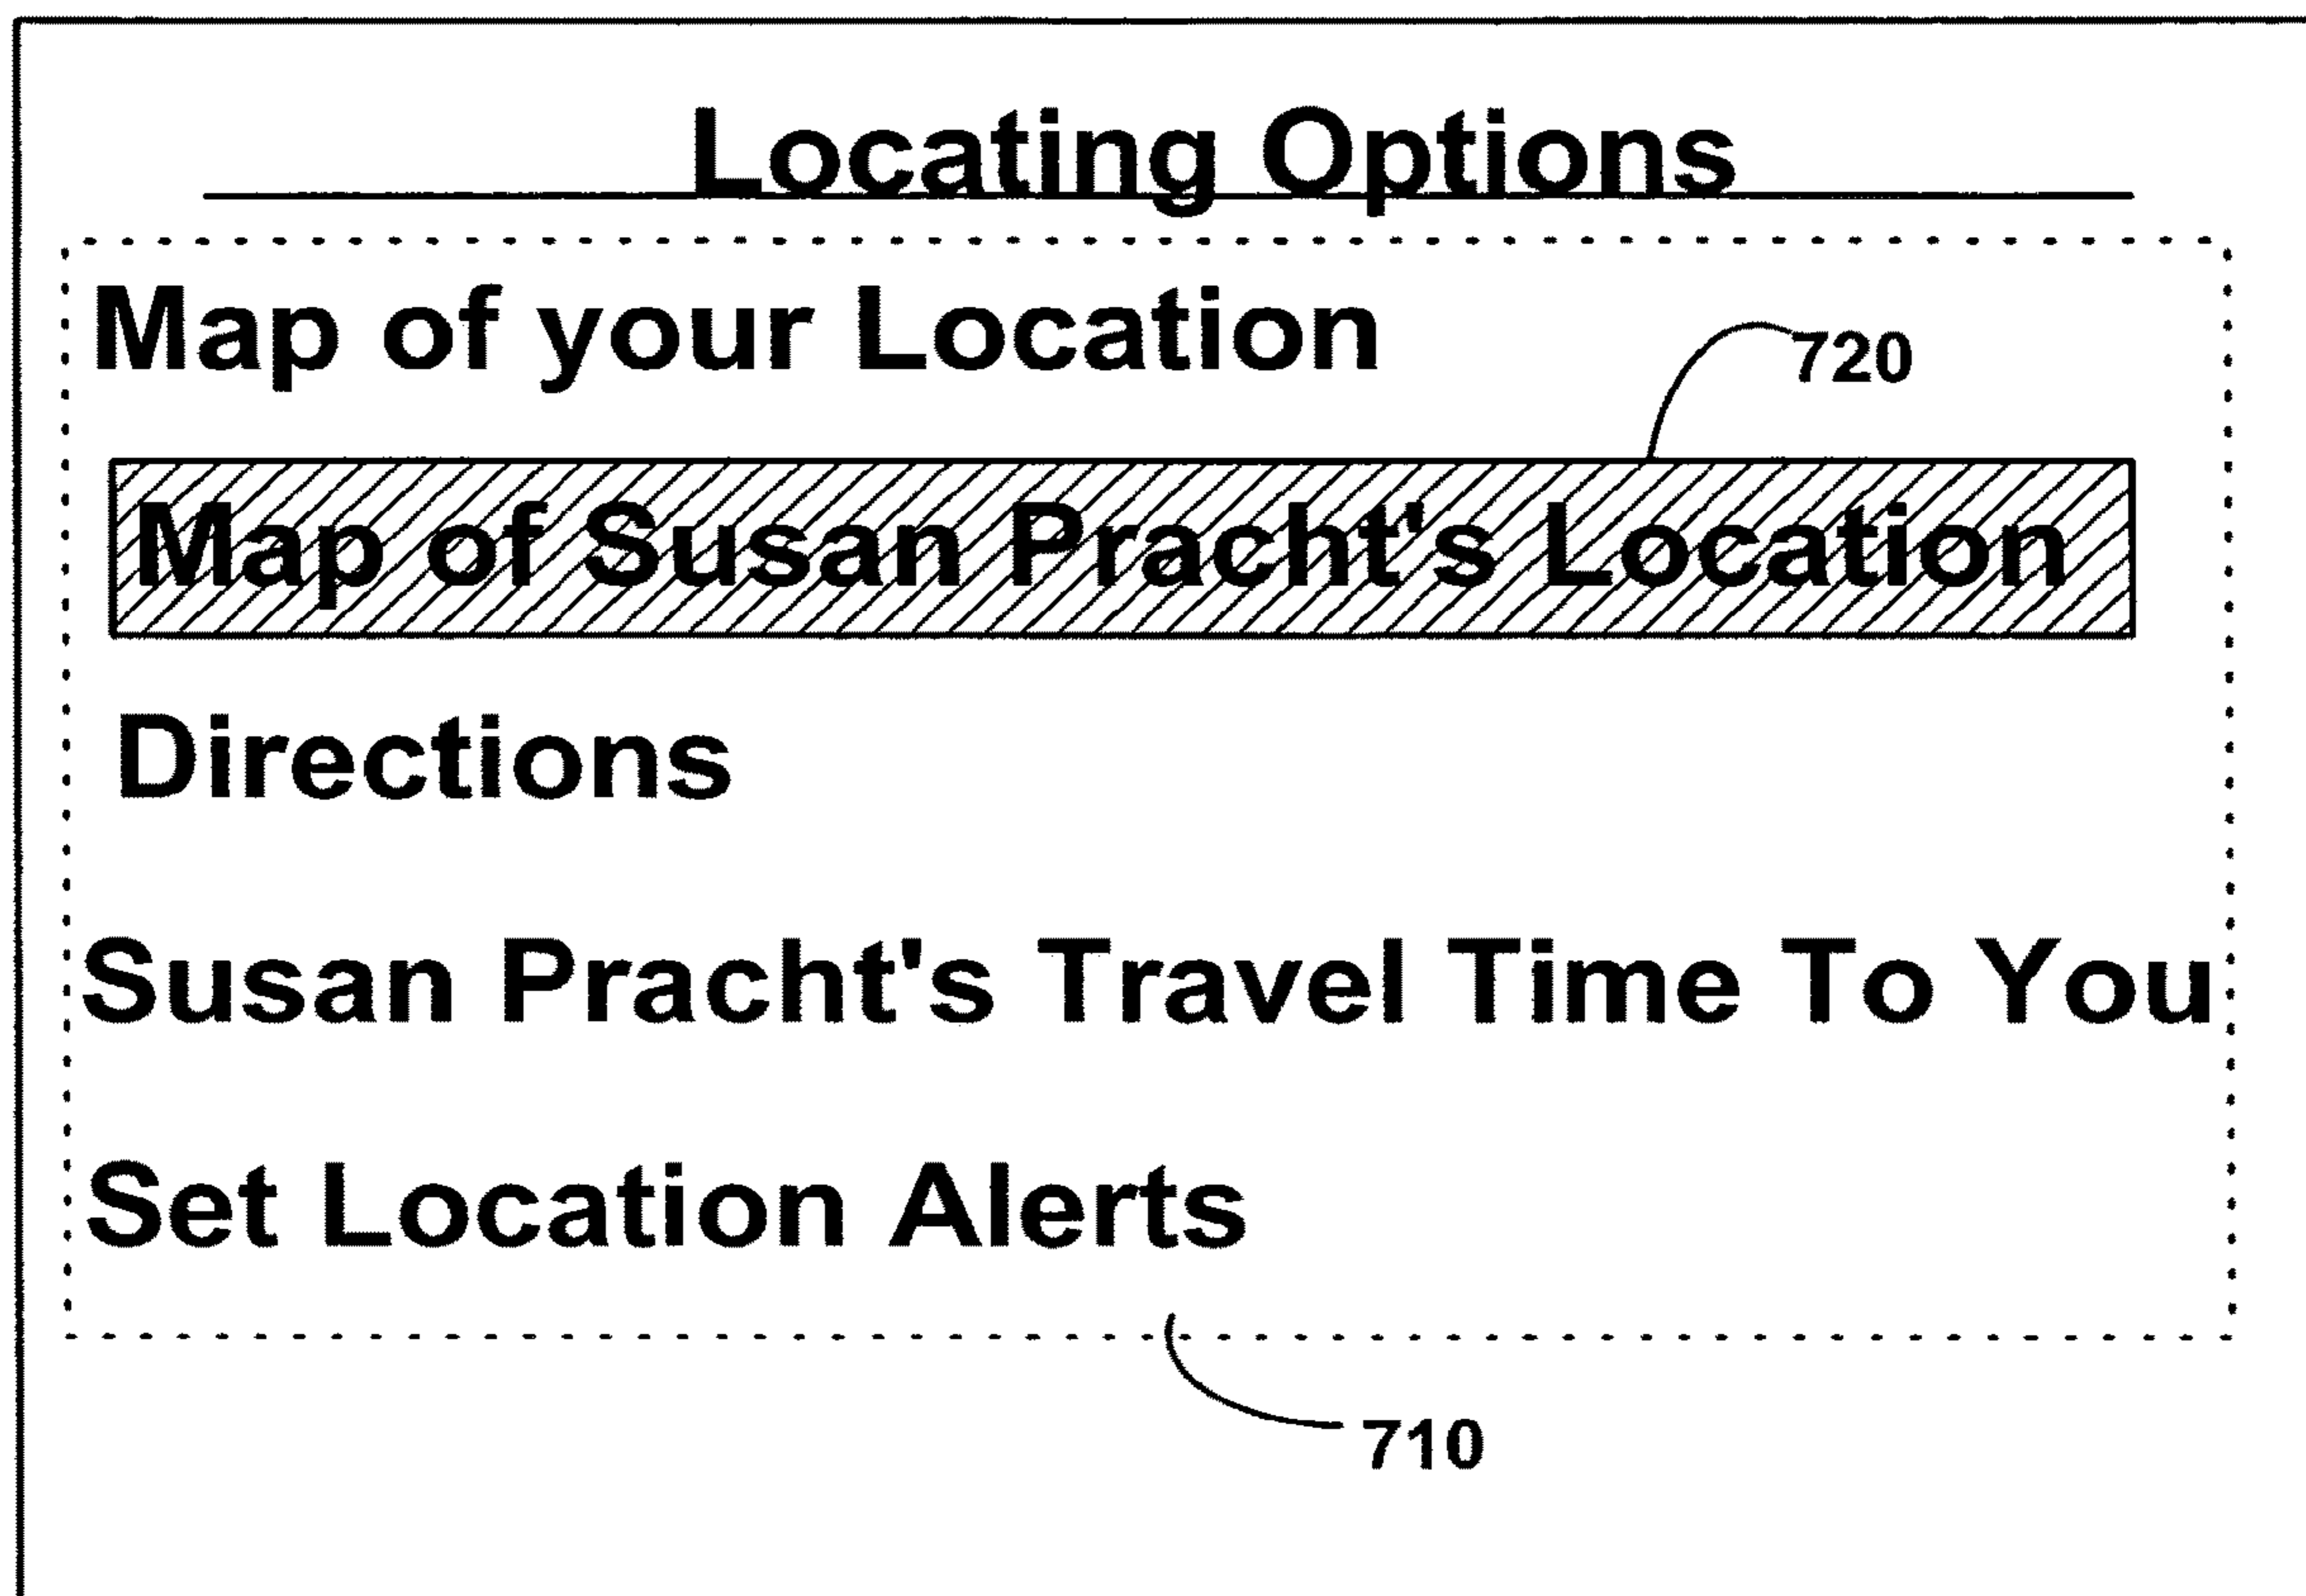 Locating Options
Map of your Location
720
Map of Susan Pracht's Location
Directions
Susan Pracht's Travel Time To You
Set Location Alerts
710